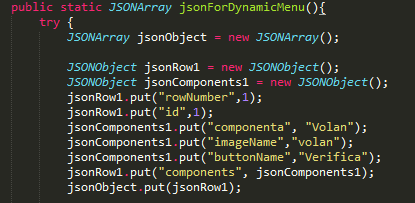 public static JSONArray jsonForDynamicMenu(){
try {
JSONArray jsonObject = new JSONArray();
JSONObject jsonRow1 = new JSONObject();
JSONObject jsonComponents1 = new JSONObject();
jsonRow1.put("rowNumber",1);
jsonRow1.put("id",1);
jsonComponents1.put("componenta", "Volan");
jsonComponents1.put("imageName","volan");
jsonComponents1.put("buttonName","Verifica");
jsonRow1.put("components", jsonComponents1);
jsonObject.put(jsonRow1);